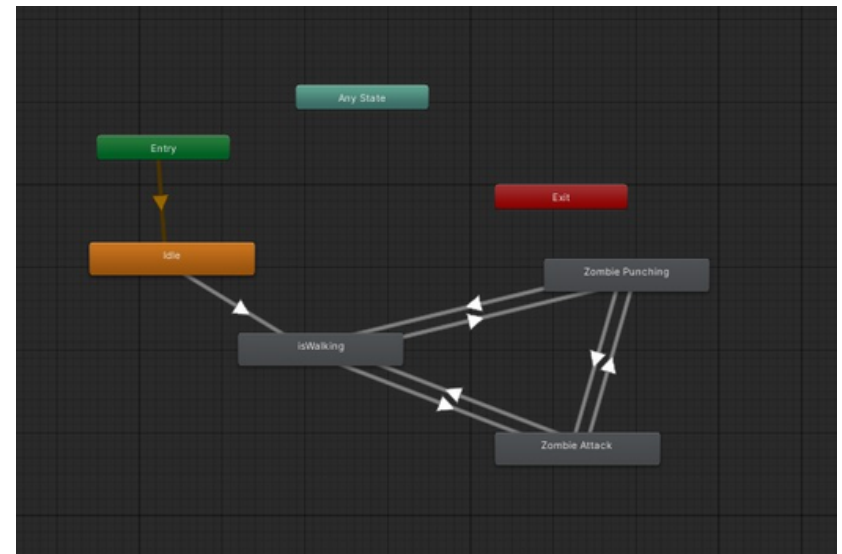 Any State
Entry
Exit
Idle
Zombie Punching
isWalking
Zombie Attack